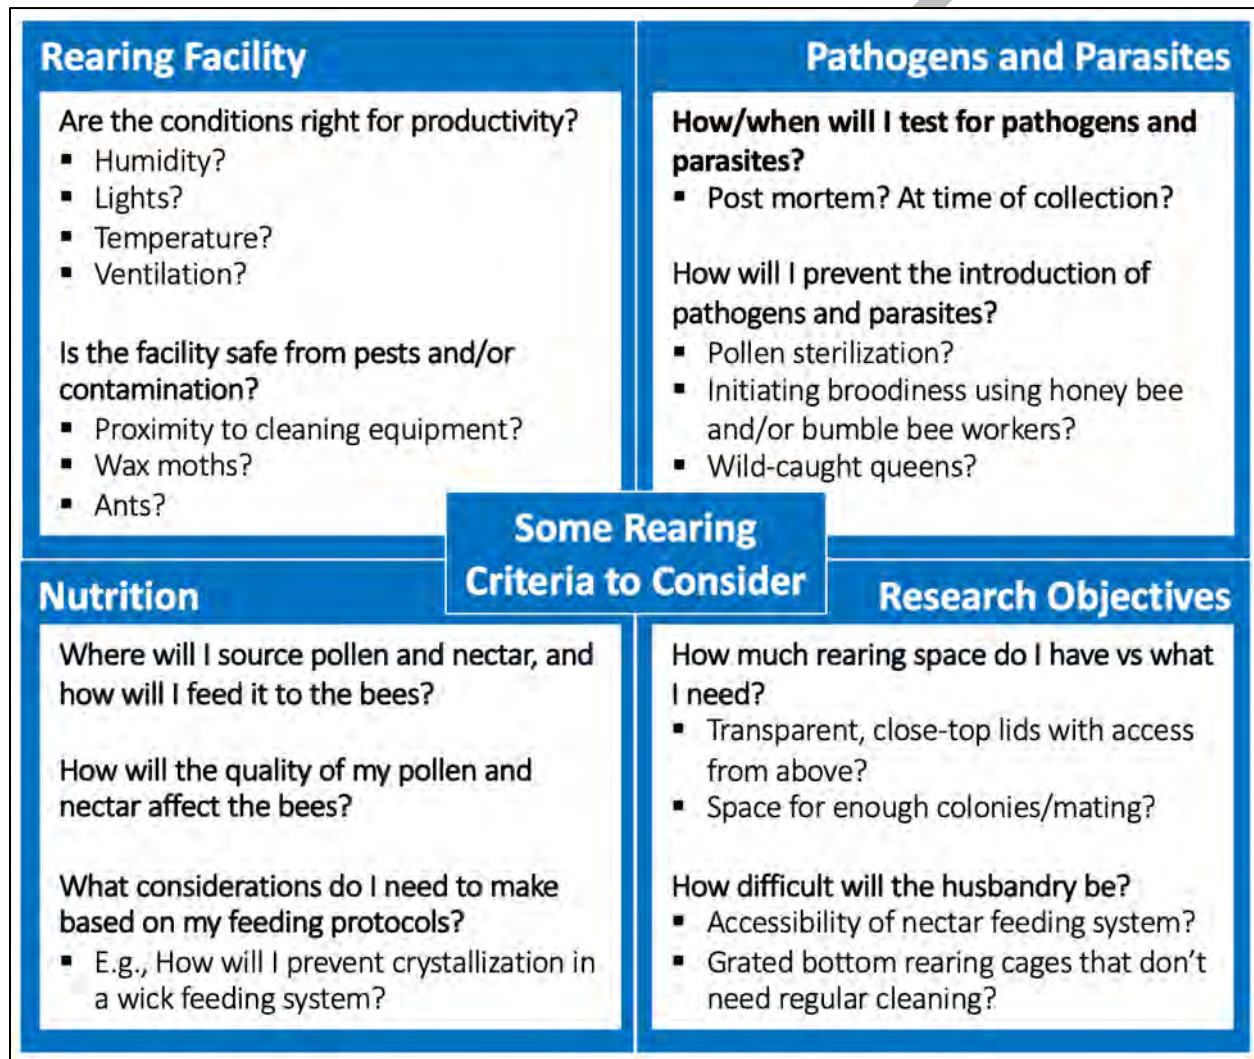 Rearing Facility
Are the conditions right for productivity?
▪ Humidity?
▪ Lights?
▪ Temperature?
▪ Ventilation?
Is the facility safe from pests and/or
contamination?
▪ Proximity to cleaning equipment?
▪ Wax moths?
▪ Ants?
Pathogens and Parasites
How/when will I test for pathogens and
parasites?
▪ Post mortem? At time of collection?
How will I prevent the introduction of
pathogens and parasites?
▪ Pollen sterilization?
▪ Initiating broodiness using honey bee
and/or bumble bee workers?
▪ Wild-caught queens?
Some Rearing
Criteria to Consider
Nutrition
Where will I source pollen and nectar, and
how will I feed it to the bees?
How will the quality of my pollen and
nectar affect the bees?
What considerations do I need to make
based on my feeding protocols?
▪ E.g., How will I prevent crystallization in
a wick feeding system?
Research Objectives
How much rearing space do I have vs what
I need?
▪ Transparent, close-top lids with access
from above?
▪ Space for enough colonies/mating?
How difficult will the husbandry be?
▪ Accessibility of nectar feeding system?
▪ Grated bottom rearing cages that don't
need regular cleaning?